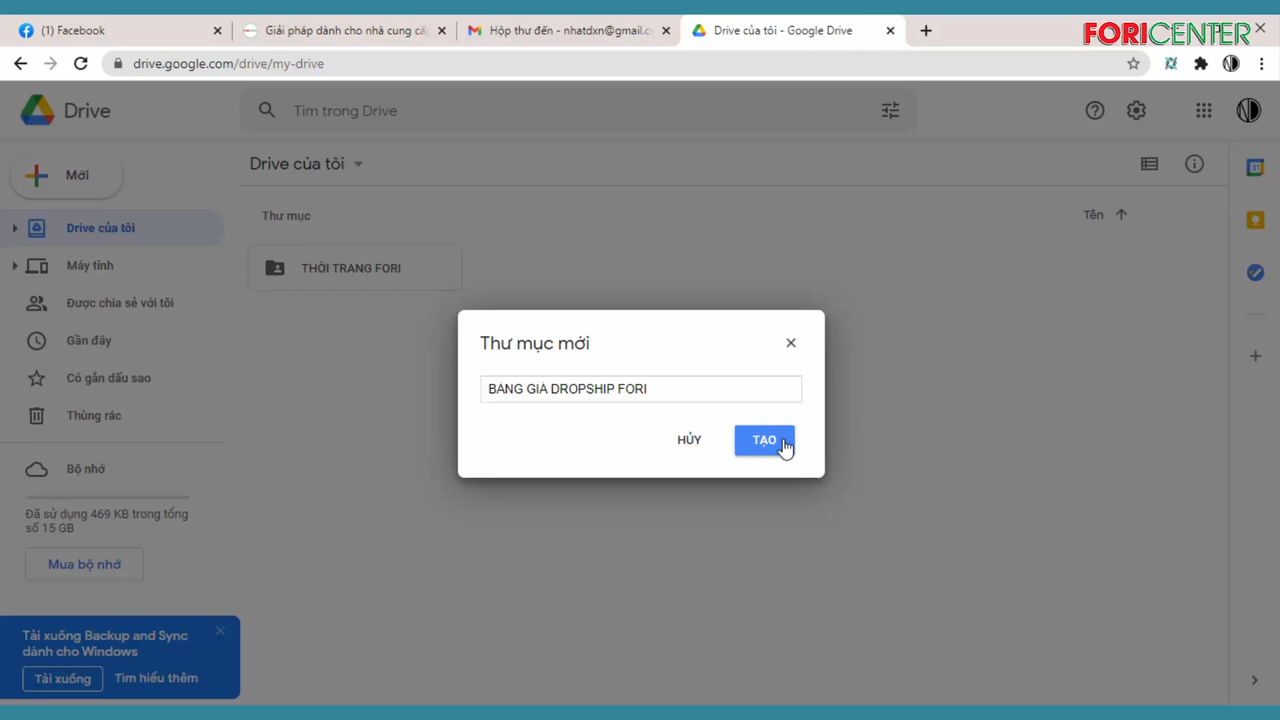 (1) Facebook
Giải pháp dành cho nhà cung cấp
Hộp thư đến - nhatdxn@gmail.c
Drive của tôi - Google Drive
FORICENTER
drive.google.com/drive/my-drive
Drive
Tìm trong Drive
Mới
Drive của tôi
Thư mục
Tên
Drive của tôi
THỜI TRANG FORI
Máy tính
Được chia sẻ với tôi
Gần đây
Có gắn dấu sao
Thùng rác
Thư mục mới
BẢNG GIÁ DROPSHIP FORI
HỦY
TẠO
Bộ nhớ
Đã sử dụng 469 KB trong tổng
số 15 GB
Mua bộ nhớ
Tải xuống Backup and Sync
dành cho Windows
Tải xuống
Tìm hiểu thêm
31